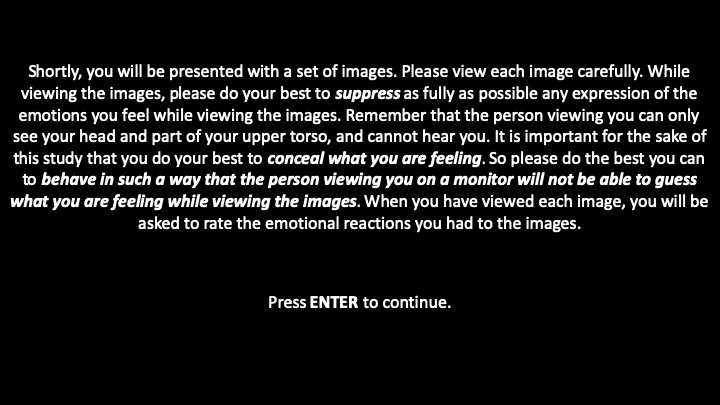 Shortly, you will be presented with a set of images. Please view each image carefully. While
viewing the images, please do your best to suppress as fully as possible any expression of the
emotions you feel while viewing the images. Remember that the person viewing you can only
see your head and part of your upper torso, and cannot hear you. It is important for the sake of
this study that you do your best to conceal what you are feeling. So please do the best you can
to behave in such a way that the person viewing you on a monitor will not be able to guess
what you are feeling while viewing the images. When you have viewed each image, you will be
asked to rate the emotional reactions you had to the images.
Press ENTER to continue.